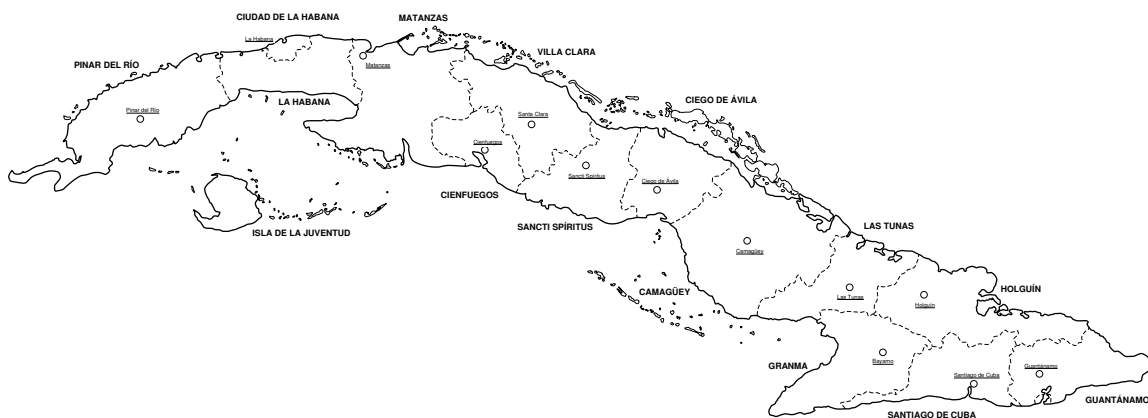 CIUDAD DE LA HABANA
MATANZAS
La Habana
VILLA CLARA
PINAR DEL RÍO
Matanzas
LA HABANA
CIEGO DE ÁVILA
Pinar del Río
Santa Clara
Cienfuegos
Sancti Spiritus
Ciego de Ávila
CIENFUEGOS
SANCTI SPÍRITUS
ISLA DE LA JUVENTUD
LAS TUNAS
Camagüey
CAMAGÜEY
HOLGUÍN
Las Tunas
Holguín
GRANMA
Bayamo
Santiago de Cuba
Guantánamo
GUANTÁNAMO
SANTIAGO DE CUBA